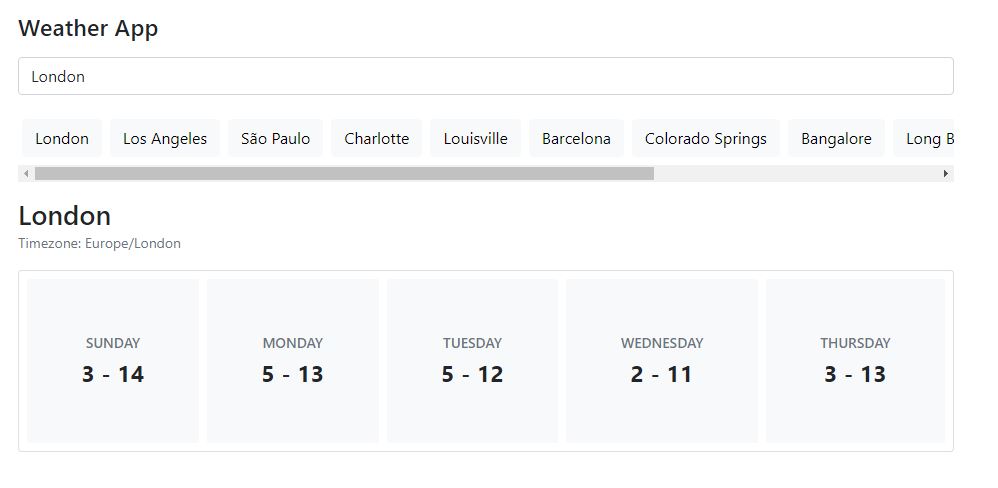 Weather App
London
London Los Angeles São Paulo Charlotte Louisville Barcelona Colorado Springs Bangalore Long B
London
Timezone: Europe/London
SUNDAY MONDAY TUESDAY WEDNESDAY THURSDAY
3 - 14 5 - 13 5 - 12 2 - 11 3 - 13